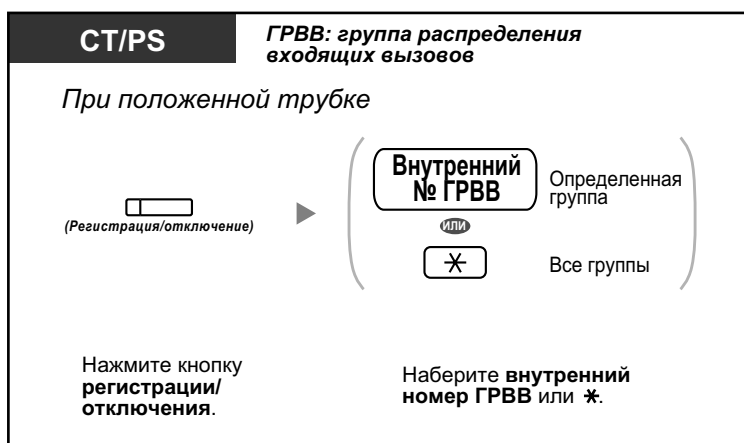 CT/PS
ГРВВ: группа распределения
входящих вызовов
При положенной трубке
(Регистрация/отключение)
Внутренний
№ ГРВВ
Определенная
группа
ИЛИ
✳
Все группы
Нажмите кнопку
регистрации/
отключения.
Наберите внутренний
номер ГРВВ или ✳.